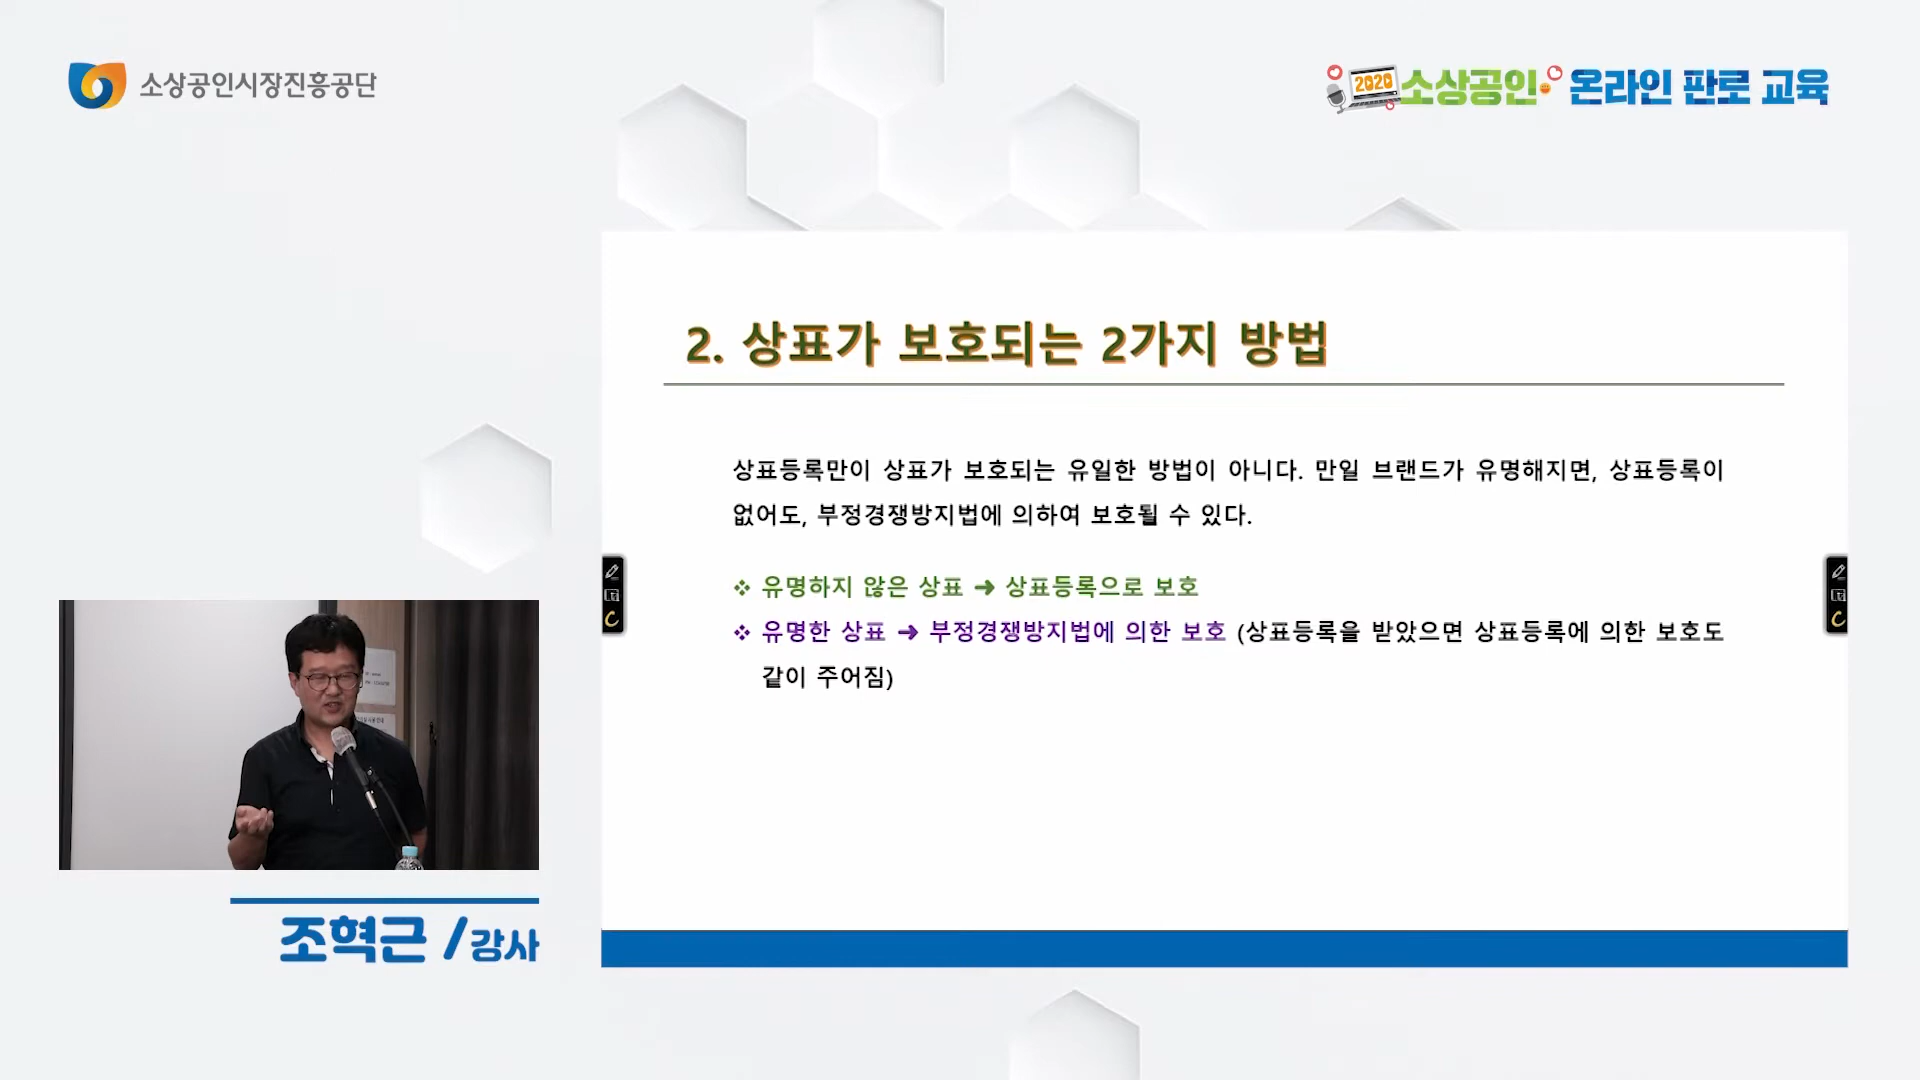 소상공인시장진흥공단
2020 소상공인 온라인 판로 교육
2. 상표가 보호되는 2가지 방법
상표등록만이 상표가 보호되는 유일한 방법이 아니다. 만일 브랜드가 유명해지면, 상표등록이
없어도, 부정경쟁방지법에 의하여 보호될 수 있다.
❖ 유명하지 않은 상표 ➜ 상표등록으로 보호
❖ 유명한 상표 ➜ 부정경쟁방지법에 의한 보호 (상표등록을 받았으면 상표등록에 의한 보호도
같이 주어짐)
조혁근 / 강사